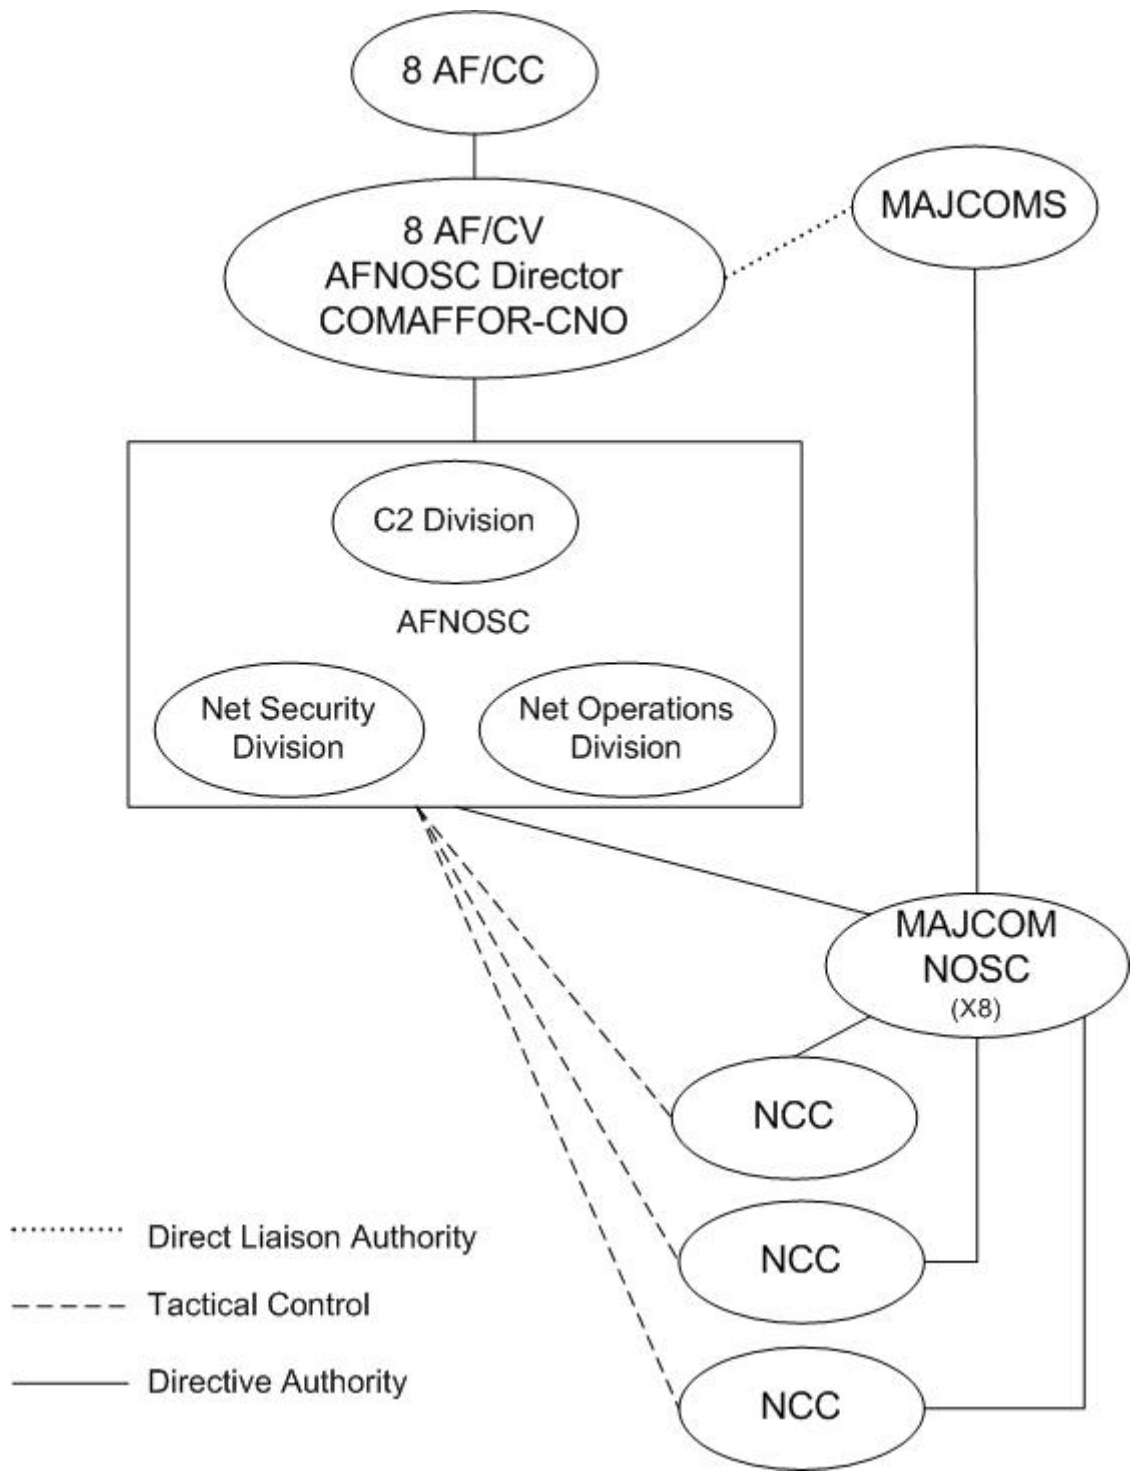 8 AF/CC
MAJCOMS
8 AF/CV
AFNOSC Director
COMAFFOR-CNO
C2 Division
AFNOSC
Net Security
Division
Net Operations
Division
MAJCOM
NOSC
(X8)
NCC
NCC
NCC
Direct Liaison Authority
Tactical Control
Directive Authority